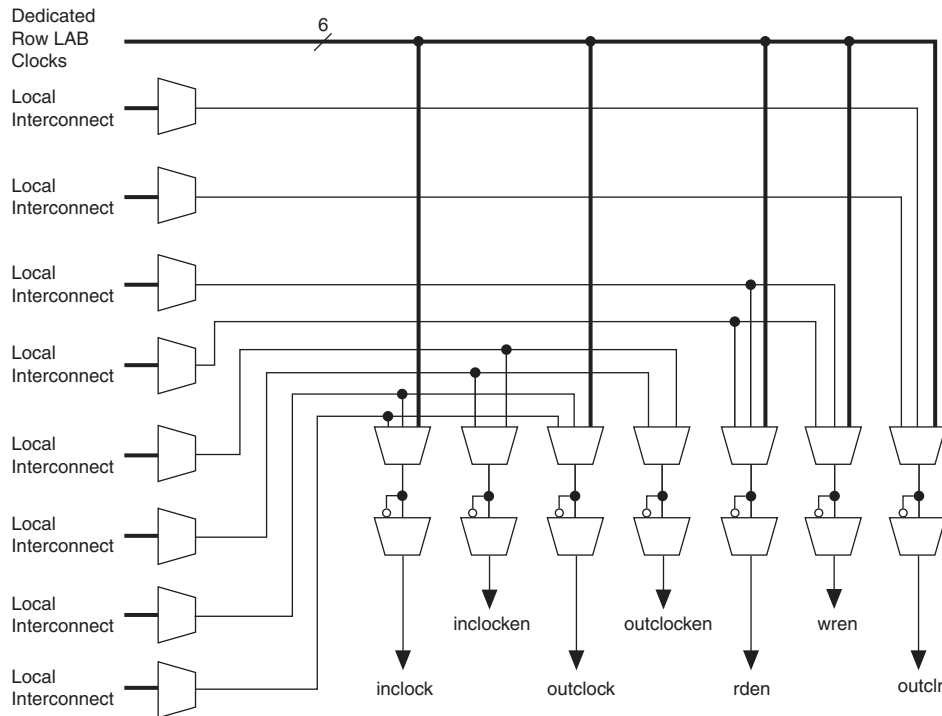 Dedicated
Row LAB
Clocks
6
Local
Interconnect
Local
Interconnect
Local
Interconnect
Local
Interconnect
Local
Interconnect
Local
Interconnect
Local
Interconnect
Local
Interconnect
inclocken
outclocken
wren
inclock
outclock
rden
outclr